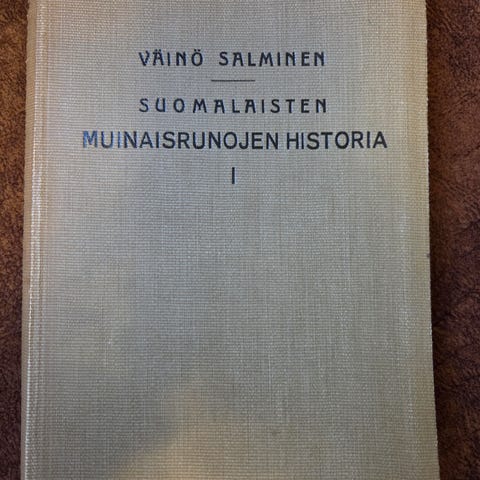 VÄINÖ SALMINEN
SUOMALAISTEN
MUINAISRUNOJEN HISTORIA
I